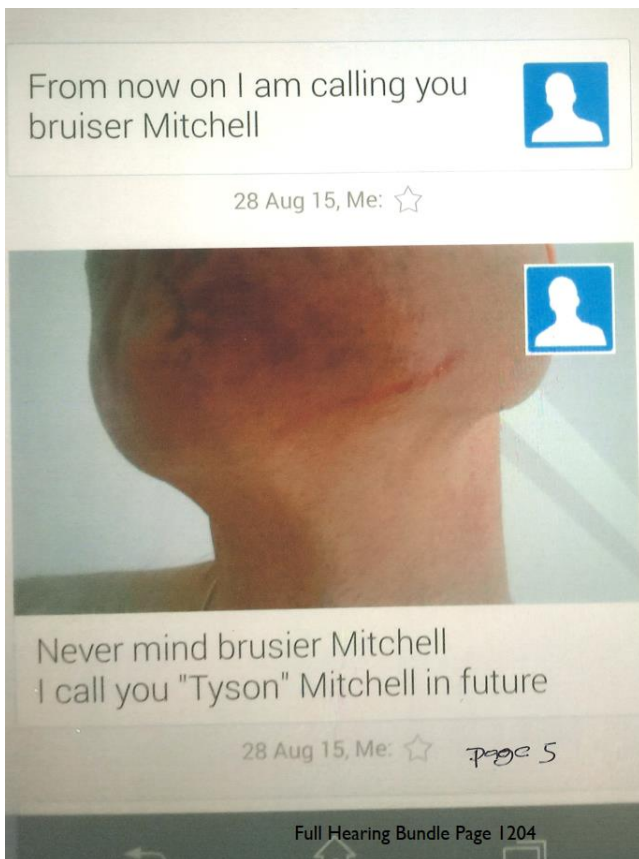 From now on I am calling you
bruiser Mitchell
28 Aug 15, Me:
Never mind brusier Mitchell
I call you "Tyson" Mitchell in future
28 Aug 15, Me:
page 5
Full Hearing Bundle Page 1204